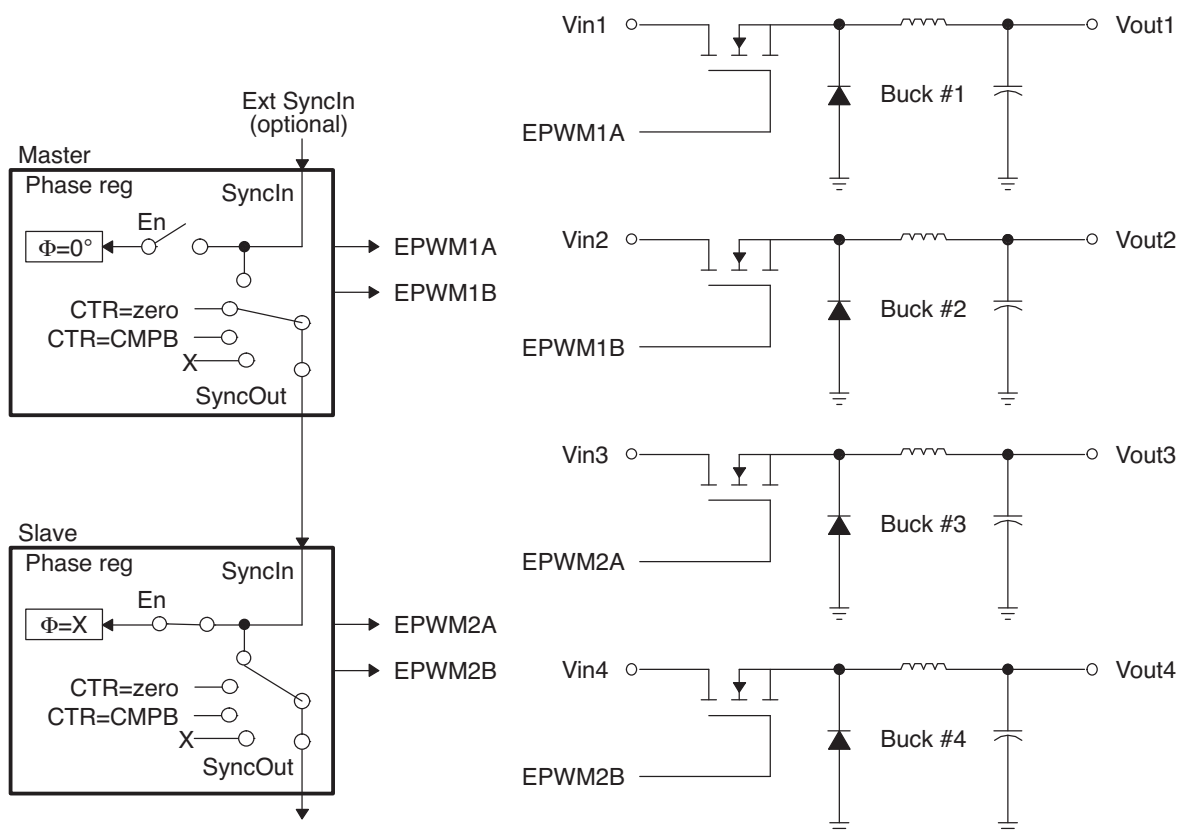 Ext SyncIn
(optional)
Master
Phase reg
SyncIn
En
Φ=0°
EPWM1A
EPWM1B
CTR=zero
CTR=CMPB
X
SyncOut
Slave
Phase reg
SyncIn
En
Φ=X
EPWM2A
EPWM2B
CTR=zero
CTR=CMPB
X
SyncOut
Vin1
Vout1
Buck #1
EPWM1A
Vin2
Vout2
Buck #2
EPWM1B
Vin3
Vout3
Buck #3
EPWM2A
Vin4
Vout4
Buck #4
EPWM2B